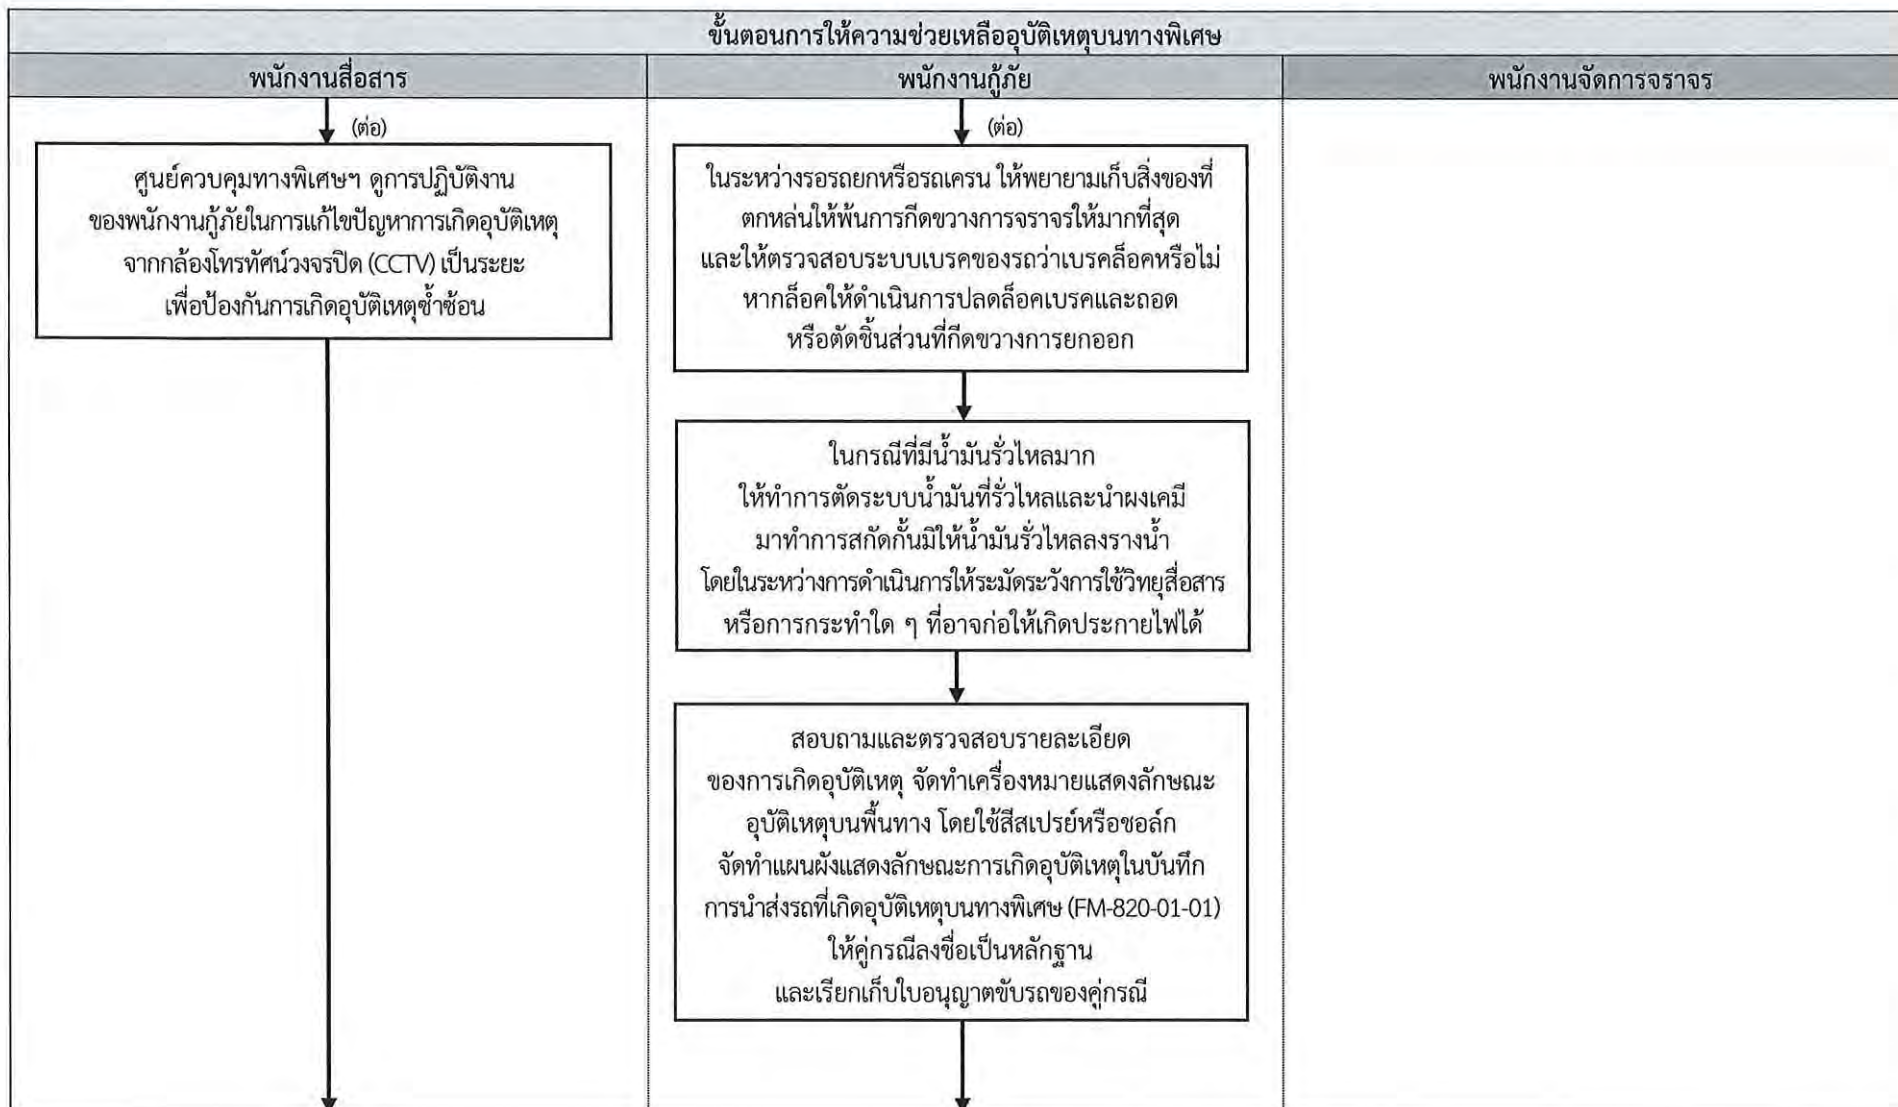 ขั้นตอนการให้ความช่วยเหลืออุบัติเหตุบนทางพิเศษ
พนักงานสื่อสาร
พนักงานกู้ภัย
พนักงานจัดการจราจร
(ต่อ)
ศูนย์ควบคุมทางพิเศษฯ ดูการปฏิบัติงาน
ของพนักงานกู้ภัยในการแก้ไขปัญหาการเกิดอุบัติเหตุ
จากกล้องโทรทัศน์วงจรปิด (CCTV) เป็นระยะ
เพื่อป้องกันการเกิดอุบัติเหตุซ้ำซ้อน
(ต่อ)
ในระหว่างรอรถยกหรือรถเครน ให้พยายามเก็บสิ่งของที่
ตกหล่นให้พ้นการกีดขวางการจราจรให้มากที่สุด
และให้ตรวจสอบระบบเบรคของรถว่าเบรคล็อคหรือไม่
หากล็อคให้ดำเนินการปลดล็อคเบรคและถอด
หรือตัดชิ้นส่วนที่กีดขวางการยกออก
ในกรณีที่มีน้ำมันรั่วไหลมาก
ให้ทำการตัดระบบน้ำมันที่รั่วไหลและนำผงเคมี
มาทำการสกัดกั้นมิให้น้ำมันรั่วไหลลงรางน้ำ
โดยในระหว่างการดำเนินการให้ระมัดระวังการใช้วิทยุสื่อสาร
หรือการกระทำใด ๆ ที่อาจก่อให้เกิดประกายไฟได้
สอบถามและตรวจสอบรายละเอียด
ของการเกิดอุบัติเหตุ จัดทำเครื่องหมายแสดงลักษณะ
อุบัติเหตุบนพื้นทาง โดยใช้สีสเปรย์หรือชอล์ก
จัดทำแผนผังแสดงลักษณะการเกิดอุบัติเหตุในบันทึก
การนำส่งรถที่เกิดอุบัติเหตุบนทางพิเศษ (FM-820-01-01)
ให้คู่กรณีลงชื่อเป็นหลักฐาน
และเรียกเก็บใบอนุญาตขับรถของคู่กรณี